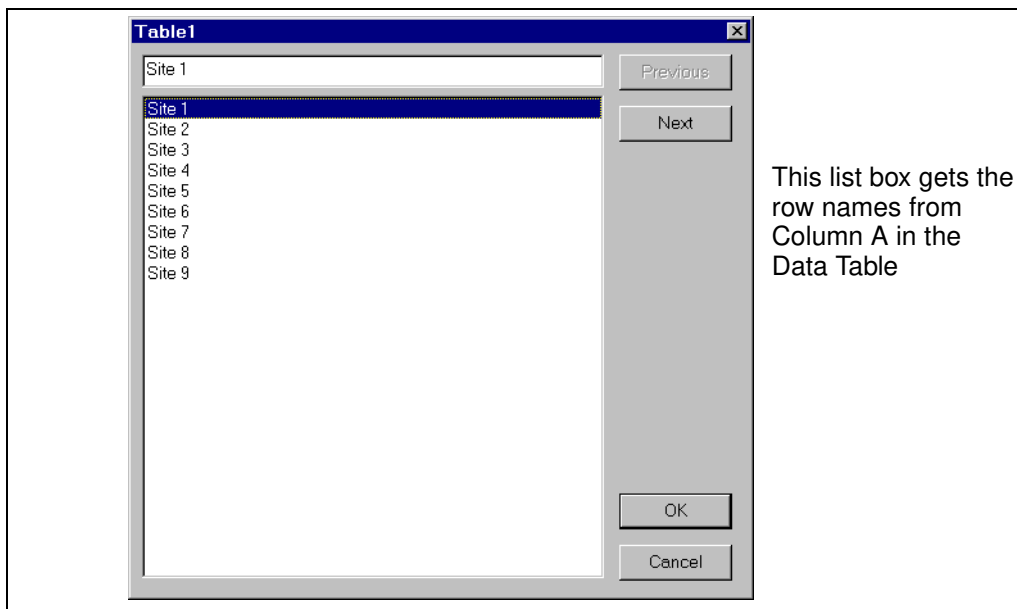 Table1
Site 1
Previous
Site 1
Next
Site 2
Site 3
Site 4
Site 5
Site 6
Site 7
Site 8
Site 9
This list box gets the
row names from
Column A in the
Data Table
OK
Cancel